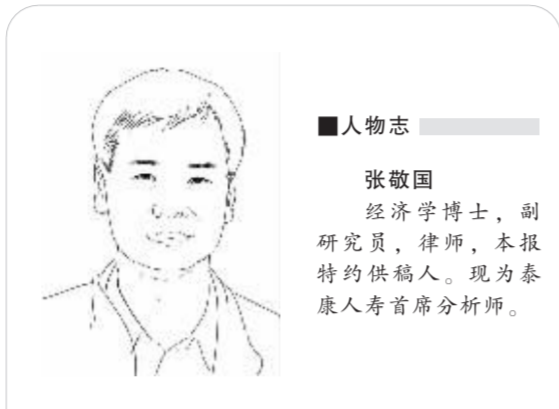 ■人物志
张敬国
经济学博士，副
研究员，律师，本报
特约供稿人。现为泰
康人寿首席分析师。